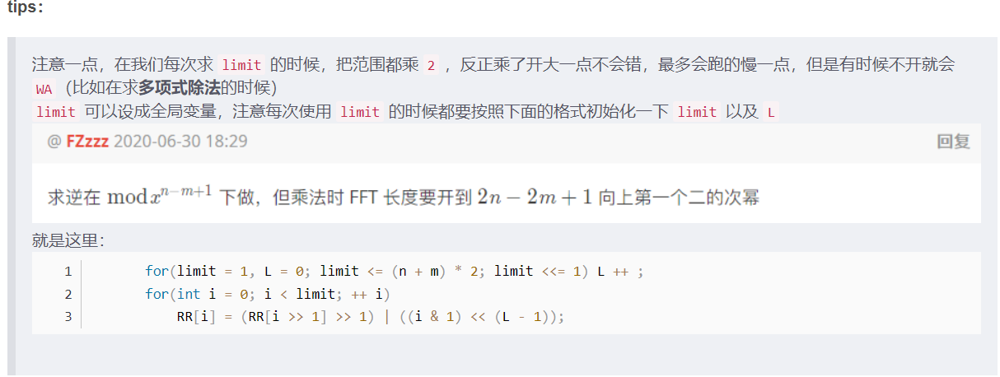 tips：
注意一点，在我们每次求 limit 的时候，把范围都乘 2 ，反正乘了开大一点不会错，最多会跑的慢一点，但是有时候不开就会
WA （比如在求多项式除法的时候）
limit 可以设成全局变量，注意每次使用 limit 的时候都要按照下面的格式初始化一下 limit 以及 L
@ FZzzz 2020-06-30 18:29 回复
求逆在 mod x^{n-m+1} 下做，但乘法时 FFT 长度要开到 2n − 2m + 1 向上第一个二的次幂
就是这里：
1 for(limit = 1, L = 0; limit <= (n + m) * 2; limit <<= 1) L ++ ;
2 for(int i = 0; i < limit; ++ i)
3 RR[i] = (RR[i >> 1] >> 1) | ((i & 1) << (L - 1));